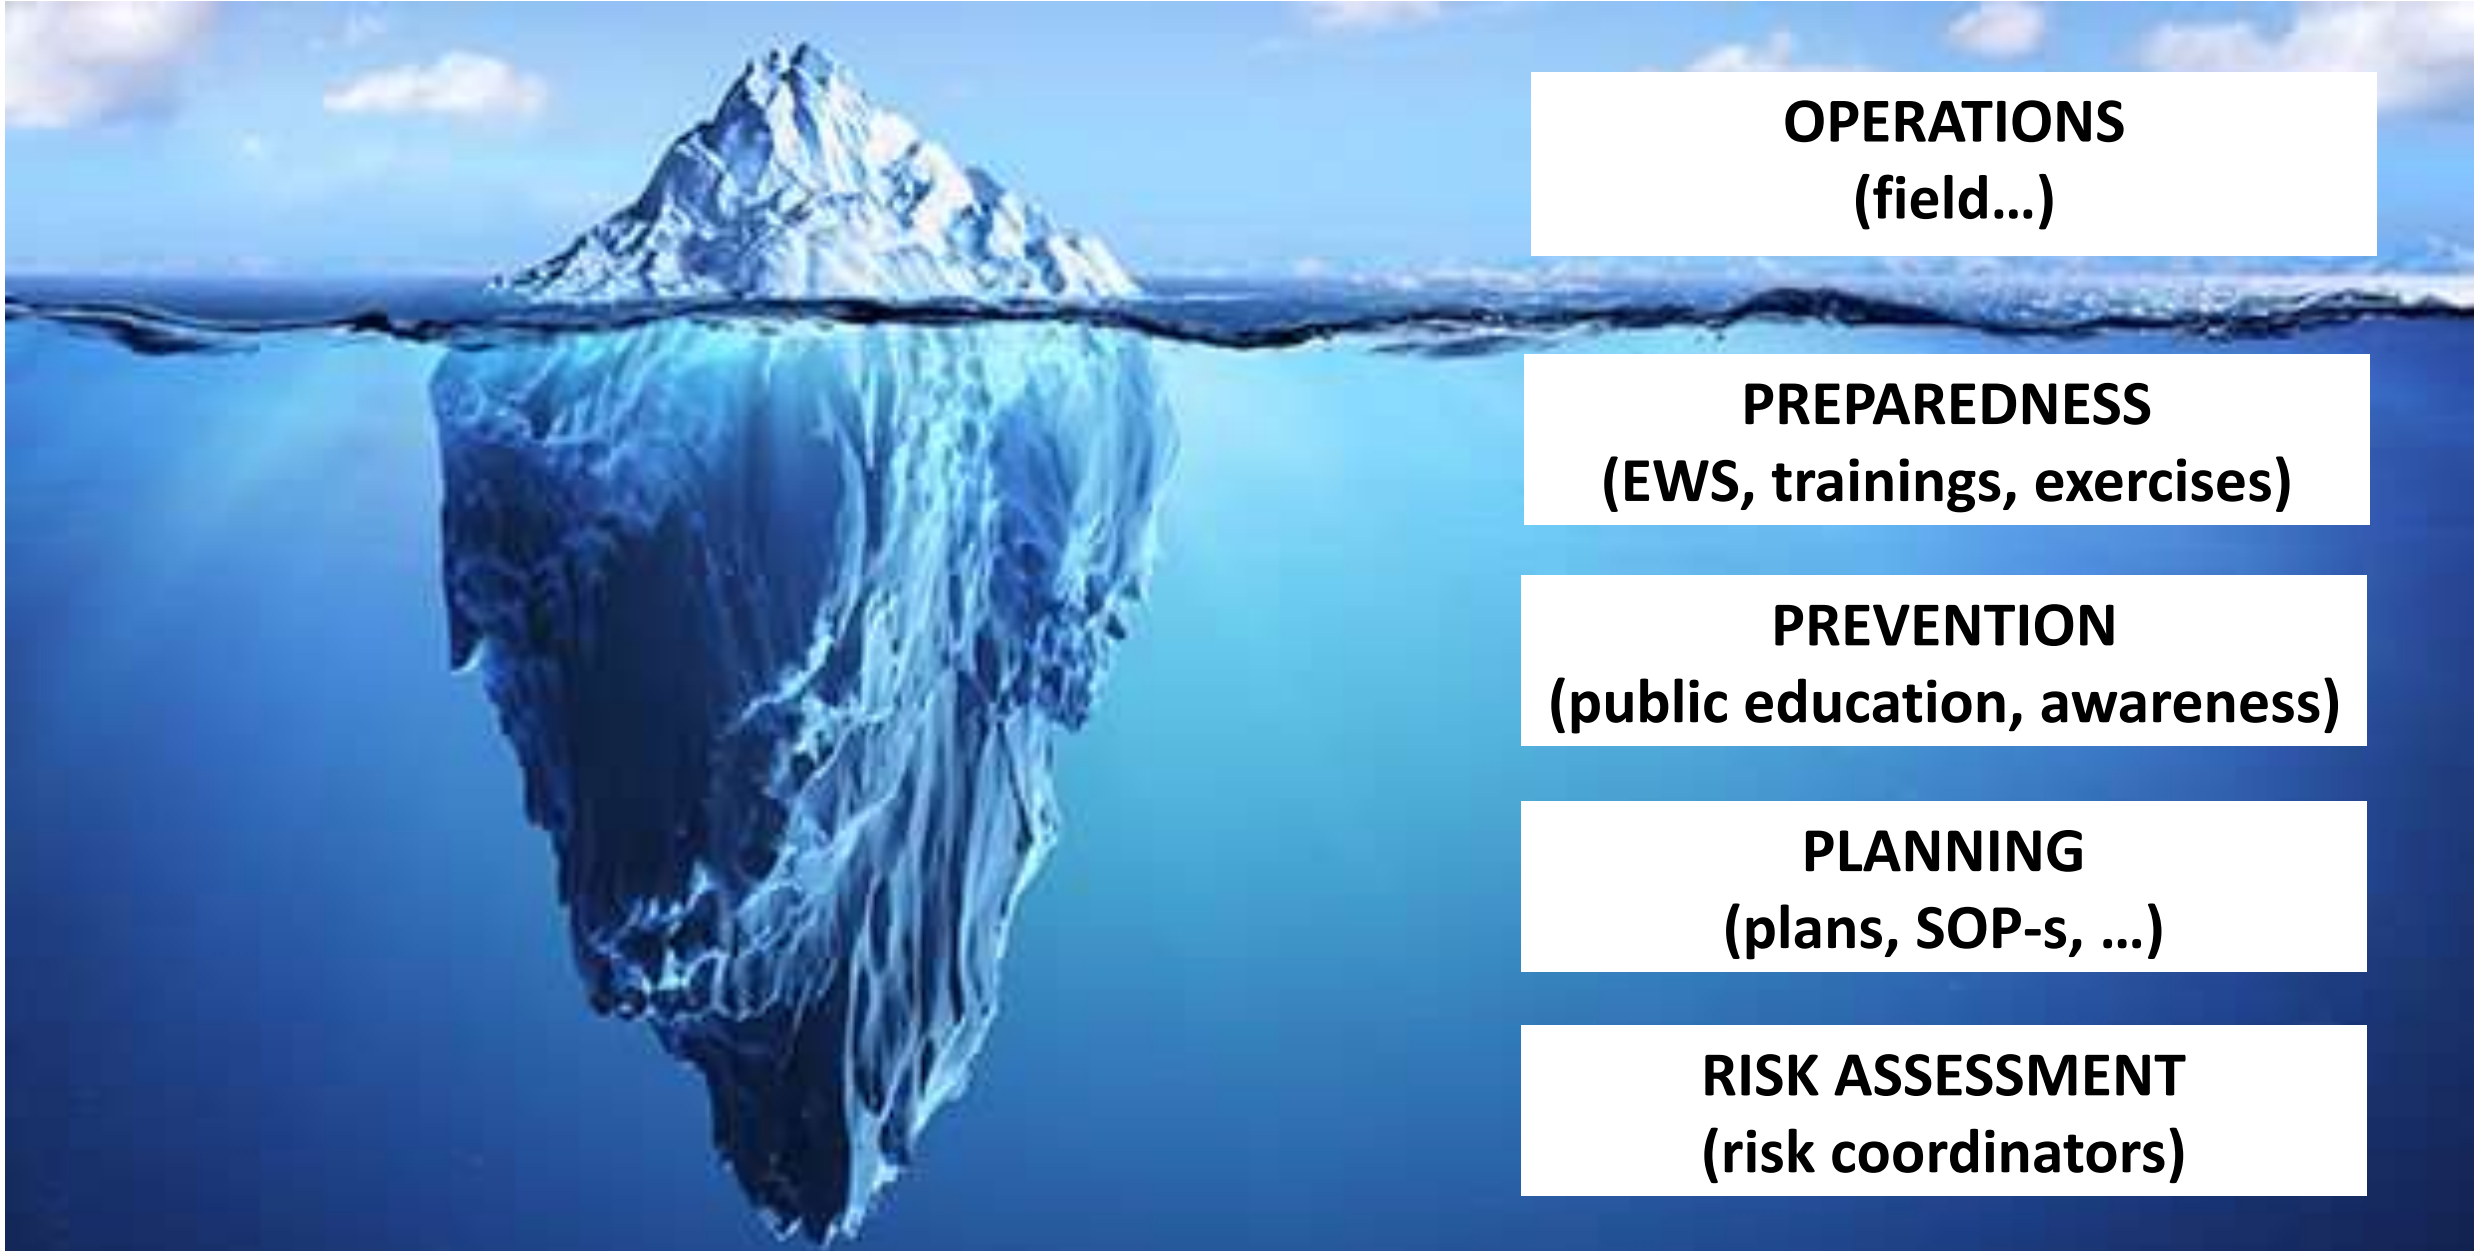 OPERATIONS
(field…)
PREPAREDNESS
(EWS, trainings, exercises)
PREVENTION
(public education, awareness)
PLANNING
(plans, SOP-s, …)
RISK ASSESSMENT
(risk coordinators)